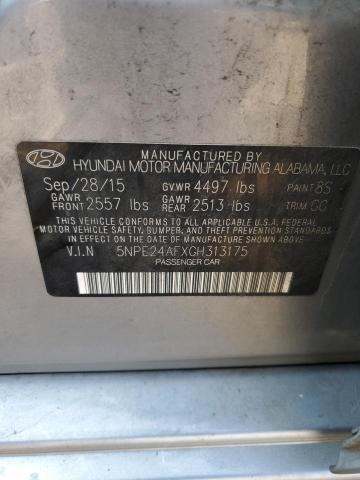 MANUFACTURED BY
HYUNDAI MOTOR MANUFACTURING ALABAMA, LLC
Sep/28/15 GVWR 4497 lbs PAINT 8S
GAWR FRONT 2557 lbs GAWR REAR 2513 lbs TRIM GG
THIS VEHICLE CONFORMS TO ALL APPLICABLE U.S.A. FEDERAL
MOTOR VEHICLE SAFETY, BUMPER, AND THEFT PREVENTION
STANDARDS IN EFFECT ON THE DATE OF MANUFACTURE SHOWN ABOVE.
V.I.N 5NPE24AFXGH313175
PASSENGER CAR